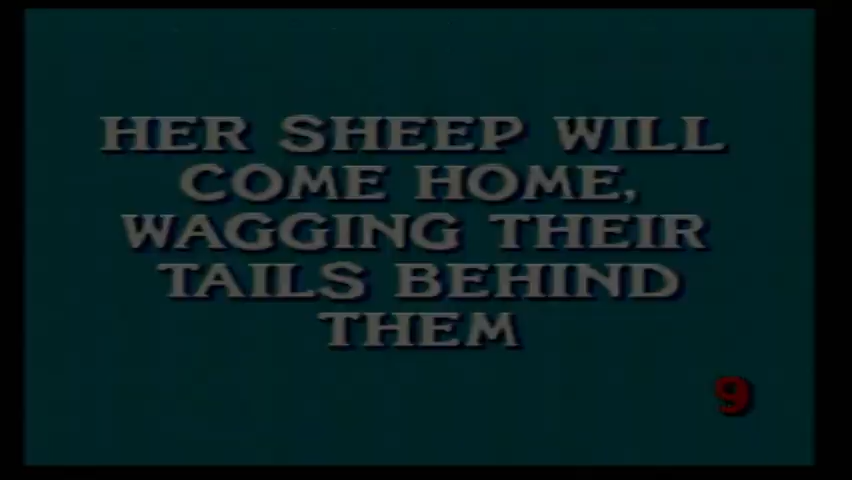 HER SHEEP WILL
COME HOME,
WAGGING THEIR
TAILS BEHIND
THEM
9